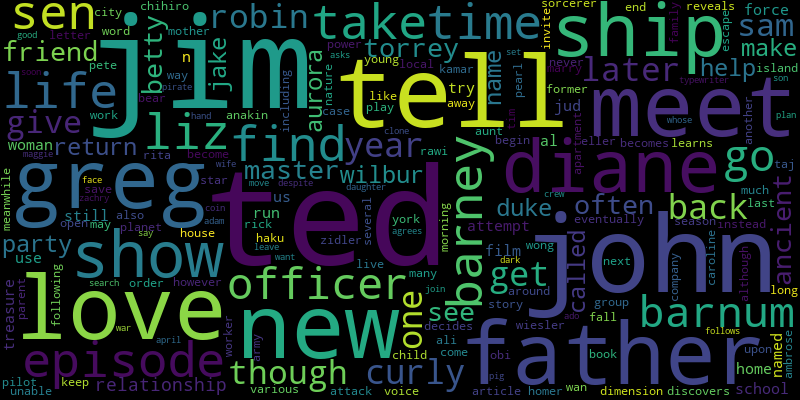 sen
city
chihiro
robin
take
time
invite
sorcerer
end
reveals
ship
force
sam
good
letter
word
mother
betty
jake
power
asks
young
local
friend
pete
n
jim
tell
name
escape
family
never
marry
make
island
set
typewriter
later
help
life
way
bear
aurora
torrey
kamar
pearl
former
soon
pirate
nature
like
try
away
meet
whose
plan
work
hand
including
case
play
jud
another
give
anakin
clone
tim
aunt
eller
woman
liz
find
year
rawi
begin
becomes
learns
return
rita
become
barney
al
apartment
diane
go
taj
maggie
wife
master
wilbur
greg
face
save
star
move
despite
ted
us
daughter
duke
often
back
much
last
meanwhile
zachry
coin
run
york
morning
crew
season
instead
still
also
adam
several
attempt
eventually
ancient
open
may
planet
rick
agrees
party
say
house
leave
haku
want
film
wong
called
john
next
company
carolina
although
show
zidler
live
dark
use
officer
many
get
around
group
long
treasure
parent
following
search
order
however
join
see
story
fall
barnum
love
new
one
decides
wiesler
named
ambrose
war
april
worker
army
ali
father
follows
upon
episode
though
child
come
obi
book
ado
home
pilot
keep
relationship
curly
pig
wan
dimension
discovers
school
unable
various
attack
voice
article
homer